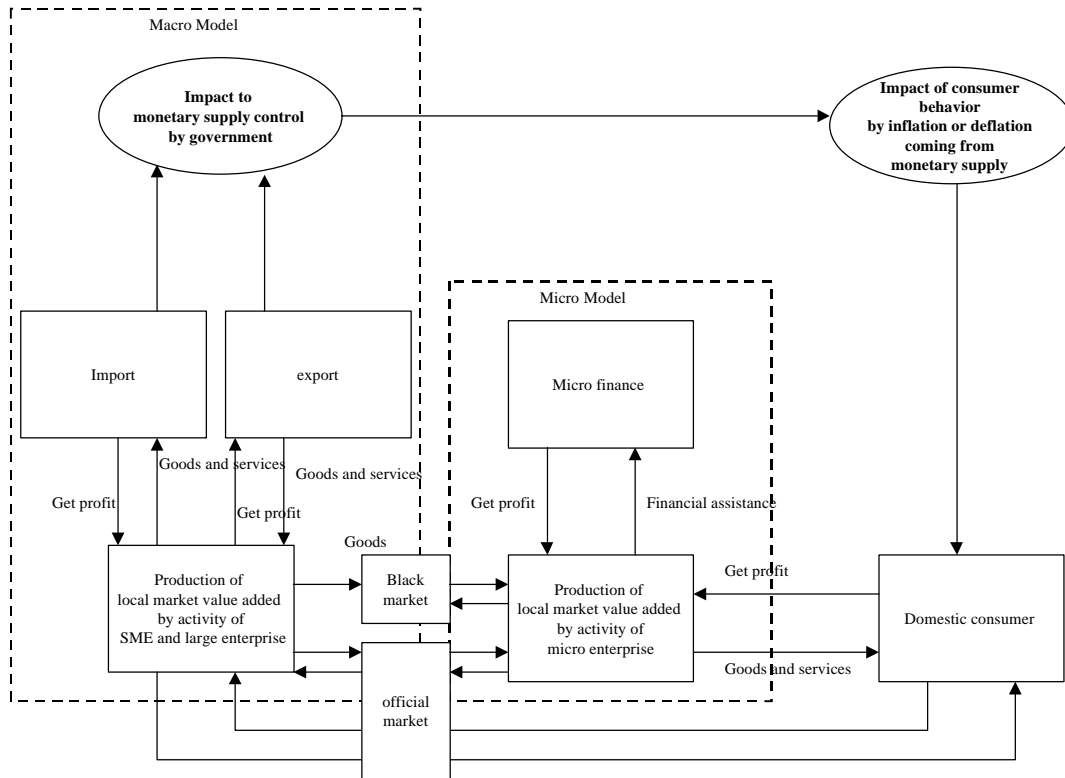 Macro Model
Impact to
monetary supply control
by government
Impact of consumer
behavior
by inflation or deflation
coming from
monetary supply
Micro Model
Import
export
Micro finance
Goods and services
Goods and services
Get profit
Get profit
Get profit
Financial assistance
Goods
Production of
local market value added
by activity of
SME and large enterprise
Black
market
Production of
local market value added
by activity of
micro enterprise
Get profit
Domestic consumer
Goods and services
official
market